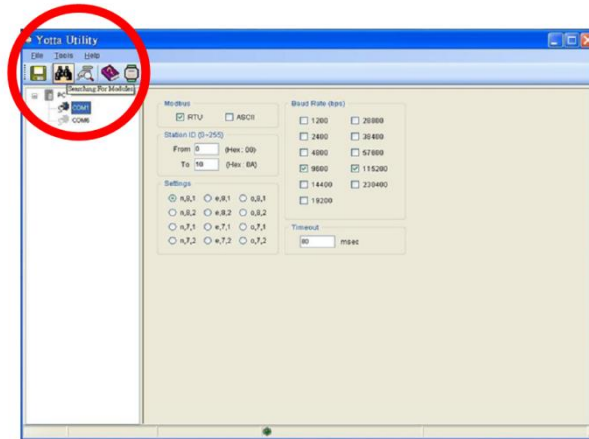 Yotta Utility
File Tools Help
Searching For Modules
PC
COM1
COM6
Modbus
RTU ASCII
Station ID (0~255)
From 0 (Hex: 00)
To 10 (Hex: 0A)
Settings
n,8,1 e,8,1 o,8,1
n,8,2 e,8,2 o,8,2
n,7,1 e,7,1 o,7,1
n,7,2 e,7,2 o,7,2
Baud Rate (bps)
1200 28800
2400 38400
4800 57600
9600 115200
14400 230400
19200
Timeout
80 msec